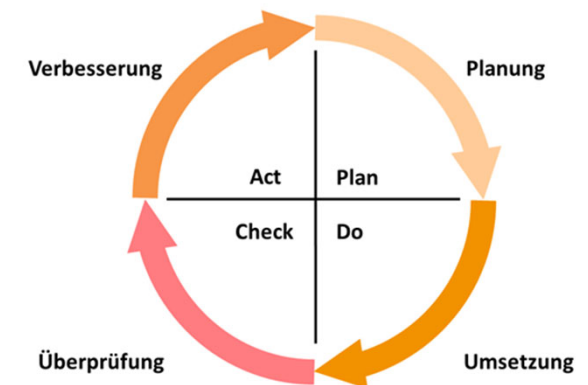 Verbesserung
Planung
Act
Plan
Check
Do
Überprüfung
Umsetzung